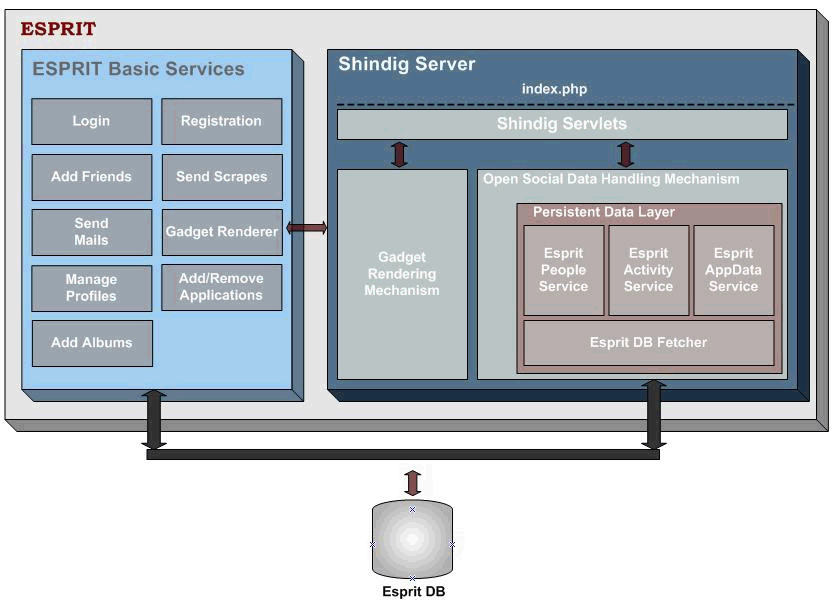 ESPRIT
ESPRIT Basic Services
Login
Registration
Add Friends
Send Scrapes
Send
Mails
Gadget Renderer
Manage
Profiles
Add/Remove
Applications
Add Albums
Shindig Server
index.php
Shindig Servlets
Gadget
Rendering
Mechanism
Open Social Data Handling Mechanism
Persistent Data Layer
Esprit
People
Service
Esprit
Activity
Service
Esprit
AppData
Service
Esprit DB Fetcher
Esprit DB